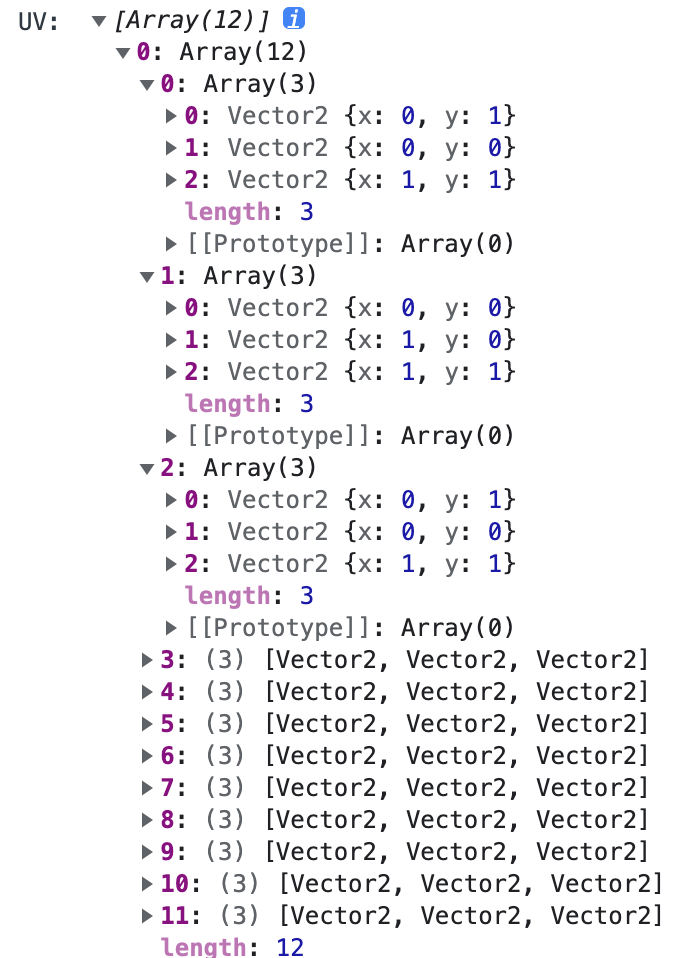 UV: ▼[Array(12)] i
▼0: Array(12)
▼0: Array(3)
▶0: Vector2 {x: 0, y: 1}
▶1: Vector2 {x: 0, y: 0}
▶2: Vector2 {x: 1, y: 1}
length: 3
▶[[Prototype]]: Array(0)
▼1: Array(3)
▶0: Vector2 {x: 0, y: 0}
▶1: Vector2 {x: 1, y: 0}
▶2: Vector2 {x: 1, y: 1}
length: 3
▶[[Prototype]]: Array(0)
▼2: Array(3)
▶0: Vector2 {x: 0, y: 1}
▶1: Vector2 {x: 0, y: 0}
▶2: Vector2 {x: 1, y: 1}
length: 3
▶[[Prototype]]: Array(0)
▶3: (3) [Vector2, Vector2, Vector2]
▶4: (3) [Vector2, Vector2, Vector2]
▶5: (3) [Vector2, Vector2, Vector2]
▶6: (3) [Vector2, Vector2, Vector2]
▶7: (3) [Vector2, Vector2, Vector2]
▶8: (3) [Vector2, Vector2, Vector2]
▶9: (3) [Vector2, Vector2, Vector2]
▶10: (3) [Vector2, Vector2, Vector2]
▶11: (3) [Vector2, Vector2, Vector2]
length: 12